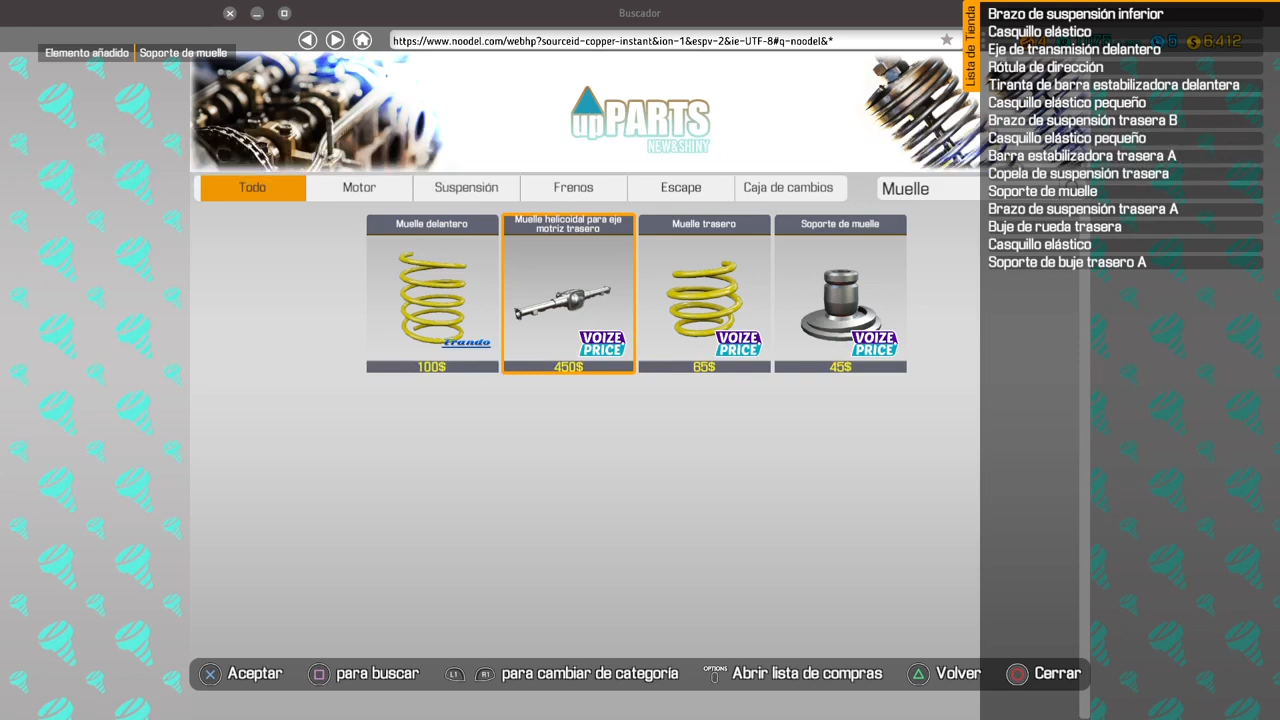 Buscador
https://www.noodel.com/webhp?sourceid-copper-instant&ion-1&espv-2&ie-UTF-8#q-noodel&*
Elemento añadido Soporte de muelle
upPARTS
NEW&SHINY
Todo Motor Suspensión Frenos Escape Caja de cambios Muelle
Muelle delantero
100$
Muelle helicoidal para eje
motriz trasero
VOIZE
PRICE
450$
Muelle trasero
VOIZE
PRICE
65$
Soporte de muelle
VOIZE
PRICE
45$
Lista de Tienda
6 $ 6412
Brazo de suspensión inferior
Casquillo elástico
Eje de transmisión delantero
Rótula de dirección
Tiranta de barra estabilizadora delantera
Casquillo elástico pequeño
Brazo de suspensión trasera B
Casquillo elástico pequeño
Barra estabilizadora trasera A
Copela de suspensión trasera
Soporte de muelle
Brazo de suspensión trasera A
Buje de rueda trasera
Casquillo elástico
Soporte de buje trasero A
Aceptar para buscar L1 R1 para cambiar de categoría OPTIONS Abrir lista de compras Volver Cerrar